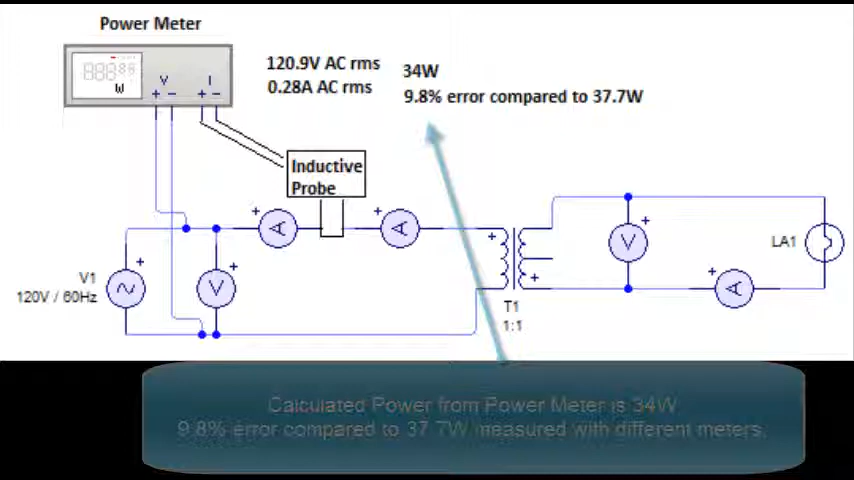 Power Meter
120.9V AC rms
0.28A AC rms
34W
9.8% error compared to 37.7W
W
V
I
+ - + -
Inductive
Probe
+ A
+ A
V1
120V / 60Hz
+
V +
+
+
T1
1:1
V +
+ A
LA1
Calculated Power from Power Meter is 34W
9.8% error compared to 37.7W measured with different meters.